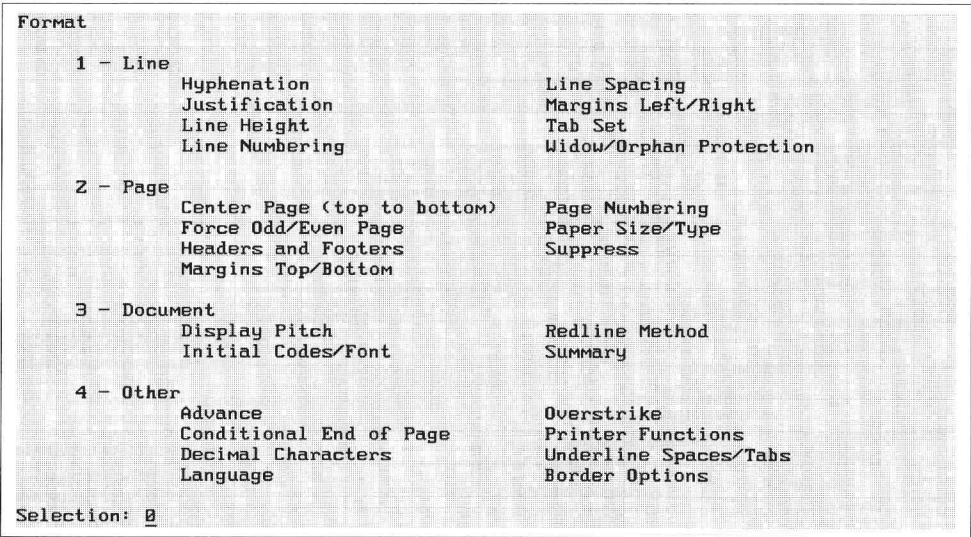 Format
1 - Line
Hyphenation Line Spacing
Justification Margins Left/Right
Line Height Tab Set
Line Numbering Widow/Orphan Protection
2 - Page
Center Page (top to bottom) Page Numbering
Force Odd/Even Page Paper Size/Type
Headers and Footers Suppress
Margins Top/Bottom
3 - Document
Display Pitch Redline Method
Initial Codes/Font Summary
4 - Other
Advance Overstrike
Conditional End of Page Printer Functions
Decimal Characters Underline Spaces/Tabs
Language Border Options
Selection: 0